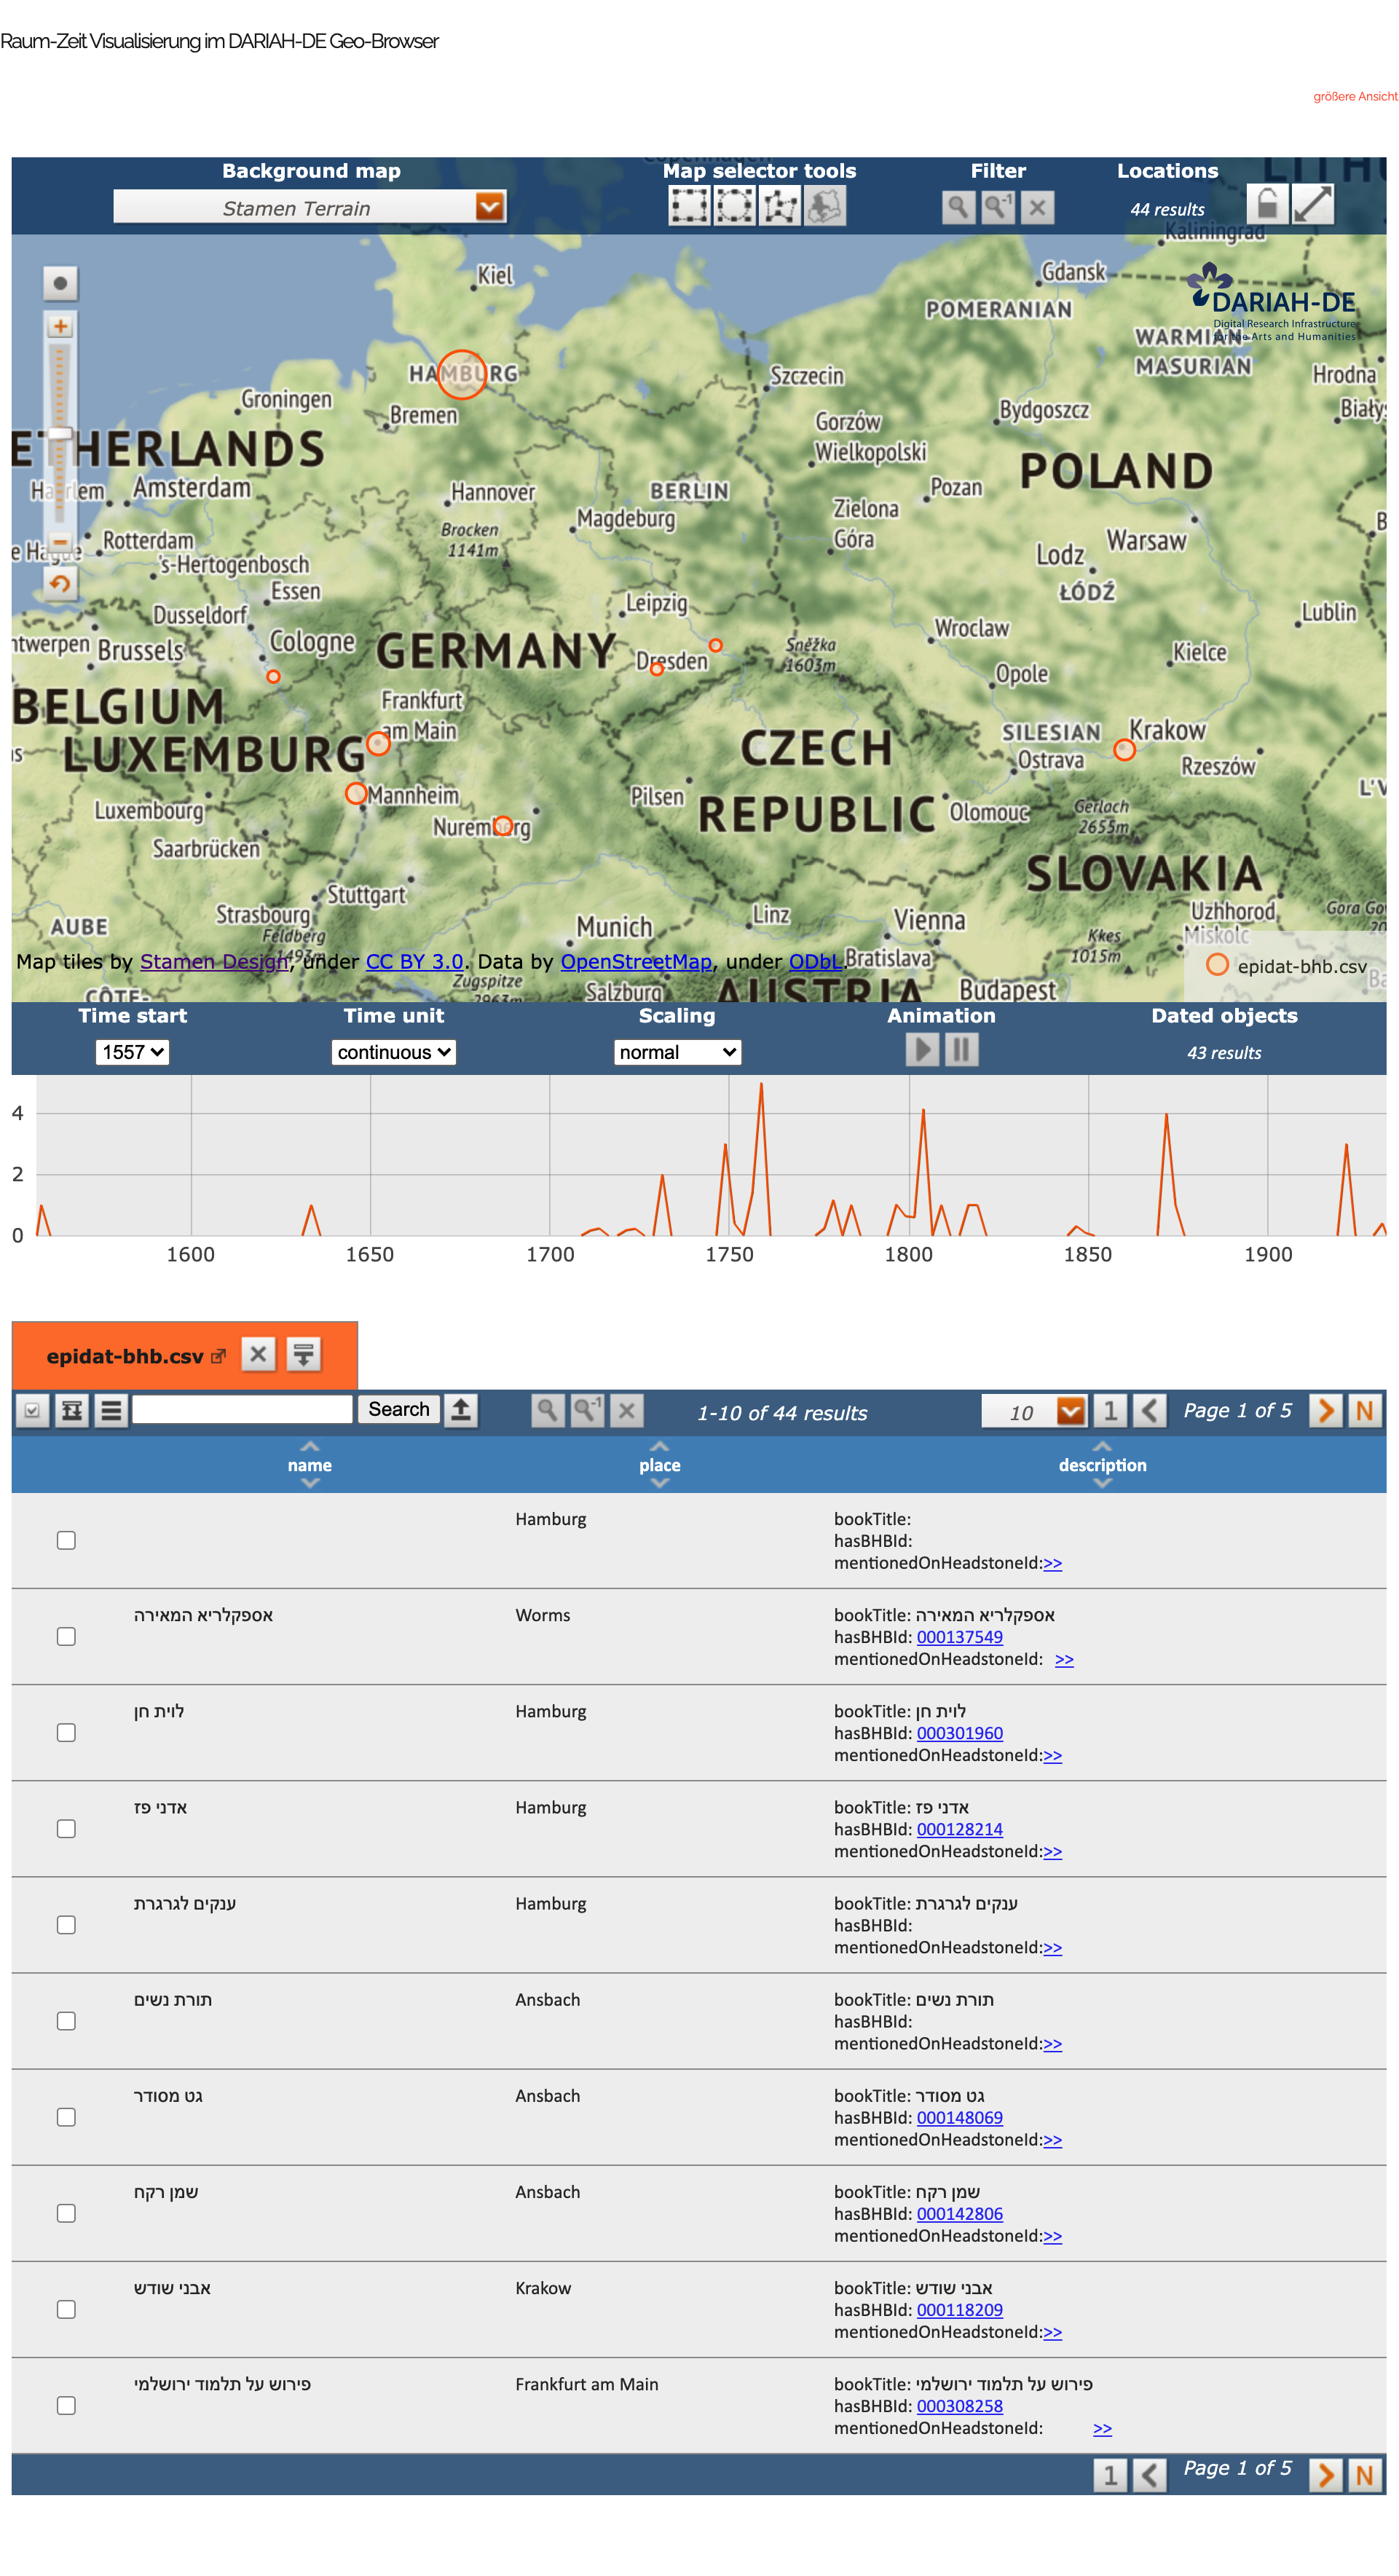 Raum-Zeit Visualisierung im DARIAH-DE Geo-Browser
größere Ansicht
Background map
Map selector tools
Filter
Locations
Stamen Terrain
44 results
Kaliningrad
Kiel
Gdansk
DARIAH-DE
Digital Research Infrastructure
for the Arts and Humanities
POMERANIAN
WARMIAN-
MASURIAN
HAMBURG
Szczecin
Hrodna
Groningen
Bremen
Gorzów
Wielkopolski
Bydgoszcz
ETHERLANDS
POLAND
Amsterdam
Hannover
BERLIN
Pozan
Brocken
1141m
Magdeburg
Zielona
Góra
Rotterdam
Lodz
Warsaw
's-Hertogenbosch
Essen
ŁÓDŹ
Dusseldorf
Leipzig
Lublin
ntwerpen
Brussels
Cologne
GERMANY
Dresden
Sněžka
1603m
Wroclaw
Kielce
Opole
BELGIUM
Frankfurt
am Main
LUXEMBURG
CZECH
REPUBLIC
SILESIAN
Krakow
Ostrava
Rzeszów
Luxembourg
Mannheim
Pilsen
Olomouc
Gerlach
2655m
Nuremberg
Saarbrücken
SLOVAKIA
Stuttgart
Strasbourg
Munich
Linz
Vienna
Uzhhorod
AUBE
Feldberg
1493m
Kkes
1015m
Miskolc
Map tiles by Stamen Design, under CC BY 3.0. Data by OpenStreetMap, under ODbL.
Bratislava
epidat-bhb.csv
Zugspitze
2963m
Salzburg
AUSTRIA
Budapest
CÔTE-
Time start
Time unit
Scaling
Animation
Dated objects
1557
continuous
normal
43 results
4
2
0
1600 1650 1700 1750 1800 1850 1900
epidat-bhb.csv
Search
1-10 of 44 results
10
1
Page 1 of 5
N
name place description
Hamburg
bookTitle:
hasBHBId:
mentionedOnHeadstoneId:>>
אספקלריא המאירה
Worms
bookTitle: אספקלריא המאירה
hasBHBId: 000137549
mentionedOnHeadstoneId: >>
לוית חן
Hamburg
bookTitle: לוית חן
hasBHBId: 000301960
mentionedOnHeadstoneId:>>
אדני פז
Hamburg
bookTitle: אדני פז
hasBHBId: 000128214
mentionedOnHeadstoneId:>>
ענקים לגרגרת
Hamburg
bookTitle: ענקים לגרגרת
hasBHBId:
mentionedOnHeadstoneId:>>
תורת נשים
Ansbach
bookTitle: תורת נשים
hasBHBId:
mentionedOnHeadstoneId:>>
גט מסודר
Ansbach
bookTitle: גט מסודר
hasBHBId: 000148069
mentionedOnHeadstoneId:>>
שמן רקח
Ansbach
bookTitle: שמן רקח
hasBHBId: 000142806
mentionedOnHeadstoneId:>>
אבני שודש
Krakow
bookTitle: אבני שודש
hasBHBId: 000118209
mentionedOnHeadstoneId:>>
פירוש על תלמוד ירושלמי
Frankfurt am Main
bookTitle: פירוש על תלמוד ירושלמי
hasBHBId: 000308258
mentionedOnHeadstoneId: >>
1
Page 1 of 5
N